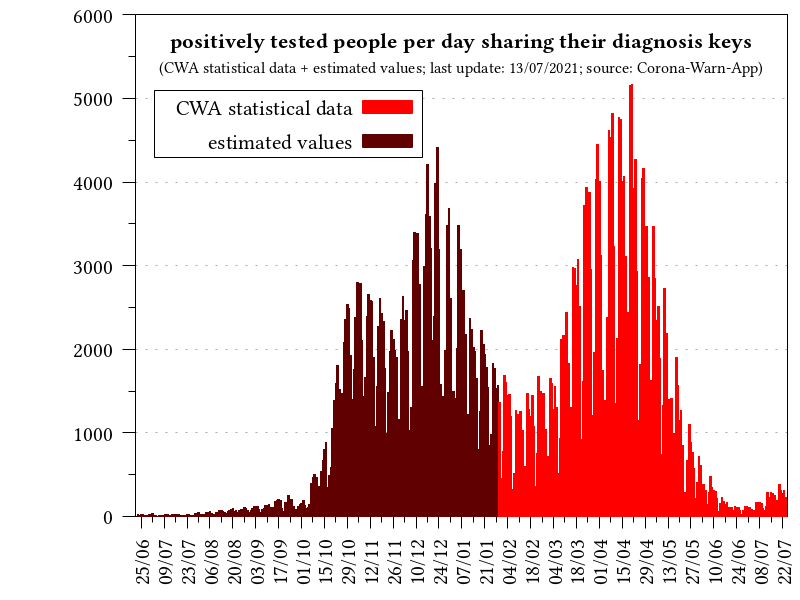 positively tested people per day sharing their diagnosis keys
(CWA statistical data + estimated values; last update: 13/07/2021; source: Corona-Warn-App)
CWA statistical data
estimated values
6000
5000
4000
3000
2000
1000
0
25/06 09/07 23/07 06/08 20/08 03/09 17/09 01/10 15/10 29/10 12/11 26/11 10/12 24/12 07/01 21/01 04/02 18/02 04/03 18/03 01/04 15/04 29/04 13/05 27/05 10/06 24/06 08/07 22/07